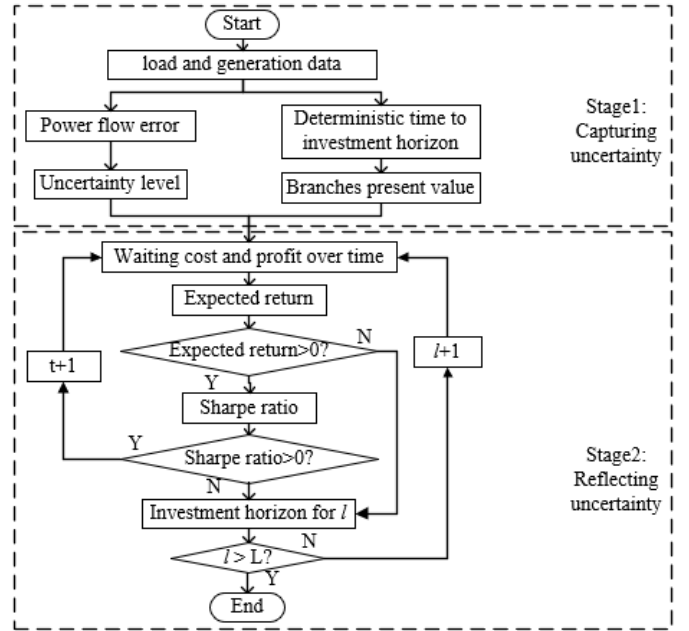 Start
load and generation data
Power flow error
Deterministic time to
investment horizon
Uncertainty level
Branches present value
Stage1:
Capturing
uncertainty
Waiting cost and profit over time
Expected return
Expected return>0?
N
t+1
l+1
Y
Sharpe ratio
Y
Sharpe ratio>0?
N
Investment horizon for l
l > L?
N
Y
End
Stage2:
Reflecting
uncertainty